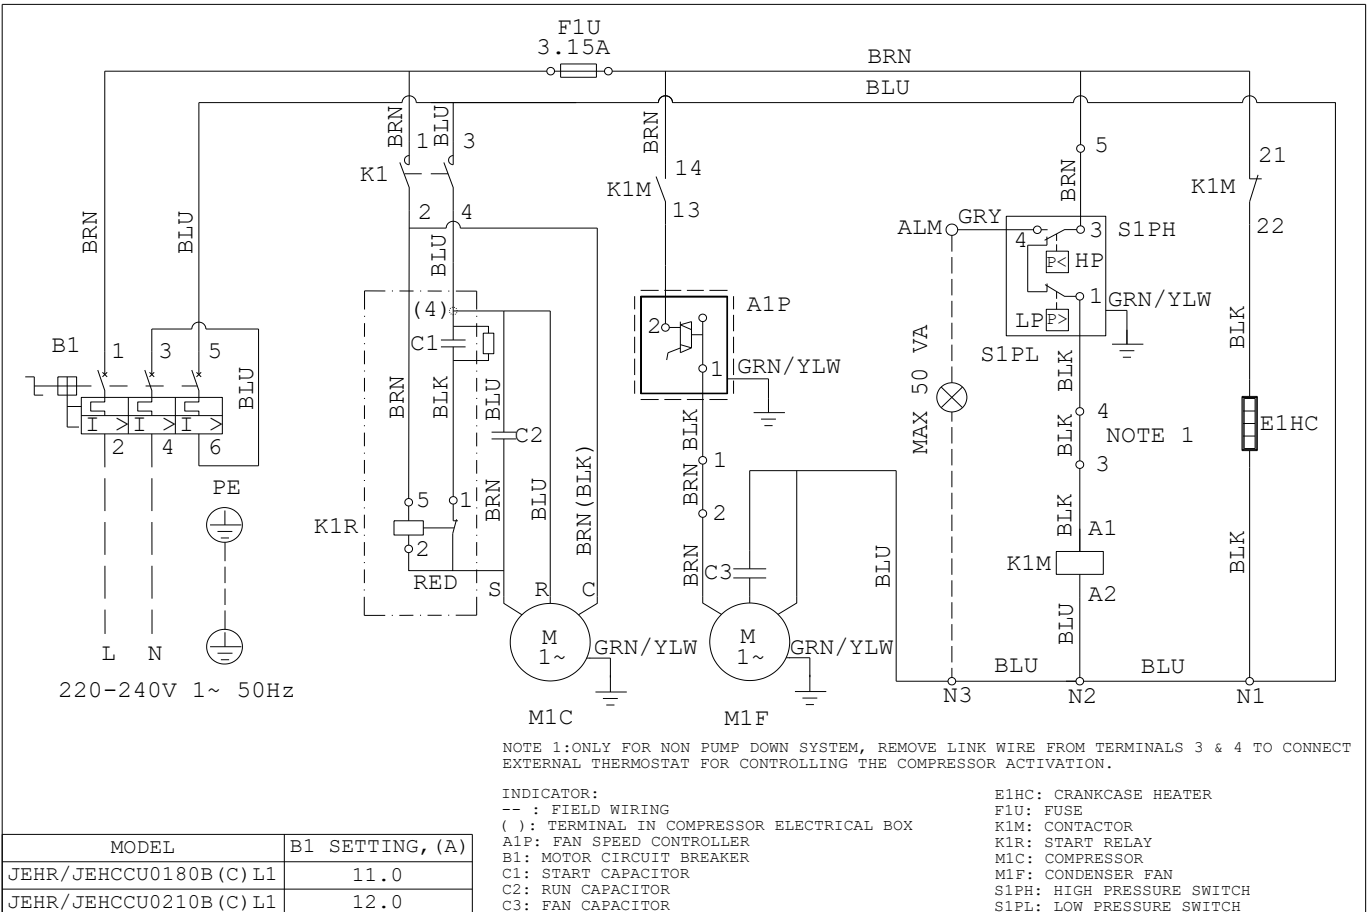 F1U
3.15A
BRN
BLU
BRN
BLU
BRN
1
3
K1
2
4
BLU
14
K1M
13
5
BRN
21
K1M
22
BRN
BLU
ALM
GRY
4
3
S1PH
P<
HP
1
GRN/YLW
LP
P>
S1PL
(4)
C1
A1P
2
1
GRN/YLW
B1
1
3
5
BLU
I >
I >
I >
2
4
6
BRN
BLK
BLU
C2
BLK
1
BRN
2
MAX 50 VA
BLK
4
BLK
NOTE 1
3
BLK
E1HC
PE
K1R
5
1
2
RED
BRN
BLU
BRN(BLK)
BRN
C3
BLU
BLK
A1
K1M
A2
BLU
BLK
S
R
C
L
N
M
1~
GRN/YLW
M
1~
GRN/YLW
BLU
BLU
220-240V 1~ 50Hz
M1C
M1F
N3
N2
N1
NOTE 1:ONLY FOR NON PUMP DOWN SYSTEM, REMOVE LINK WIRE FROM TERMINALS 3 & 4 TO CONNECT
EXTERNAL THERMOSTAT FOR CONTROLLING THE COMPRESSOR ACTIVATION.
INDICATOR:
-- : FIELD WIRING
( ): TERMINAL IN COMPRESSOR ELECTRICAL BOX
A1P: FAN SPEED CONTROLLER
B1: MOTOR CIRCUIT BREAKER
C1: START CAPACITOR
C2: RUN CAPACITOR
C3: FAN CAPACITOR
E1HC: CRANKCASE HEATER
F1U: FUSE
K1M: CONTACTOR
K1R: START RELAY
M1C: COMPRESSOR
M1F: CONDENSER FAN
S1PH: HIGH PRESSURE SWITCH
S1PL: LOW PRESSURE SWITCH
MODEL B1 SETTING,(A)
JEHR/JEHCCU0180B(C)L1 11.0
JEHR/JEHCCU0210B(C)L1 12.0